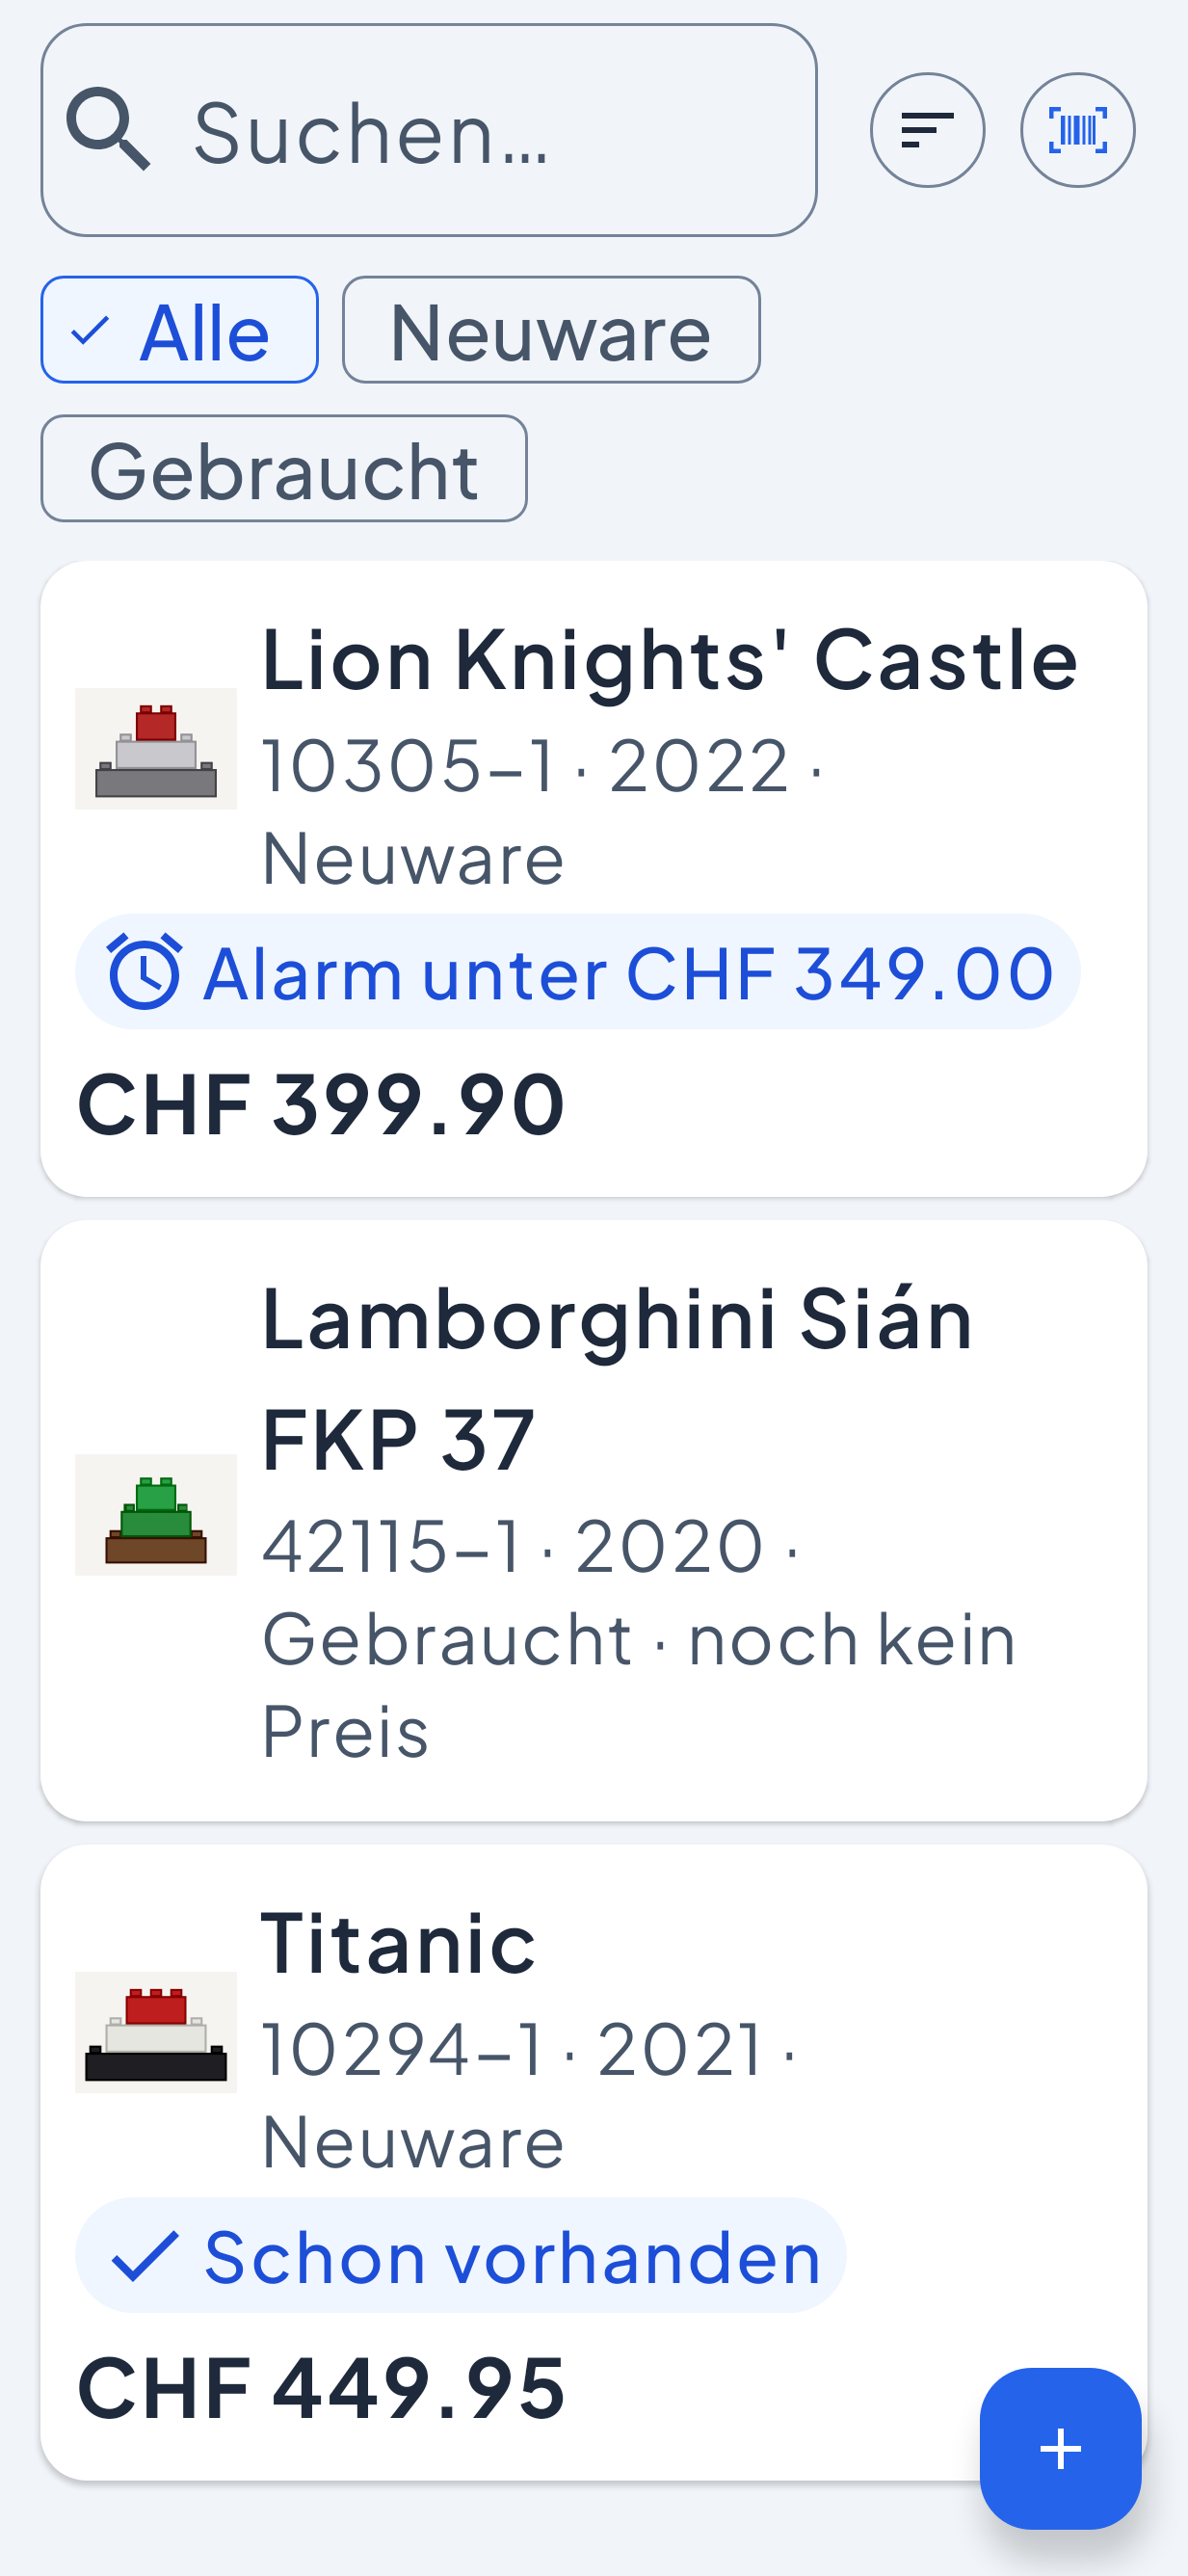 Suchen…
Alle
Neuware
Gebraucht
Lion Knights' Castle
10305–1 · 2022 ·
Neuware
Alarm unter CHF 349.00
CHF 399.90
Lamborghini Sián
FKP 37
42115–1 · 2020 ·
Gebraucht · noch kein
Preis
Titanic
10294–1 · 2021 ·
Neuware
Schon vorhanden
CHF 449.95